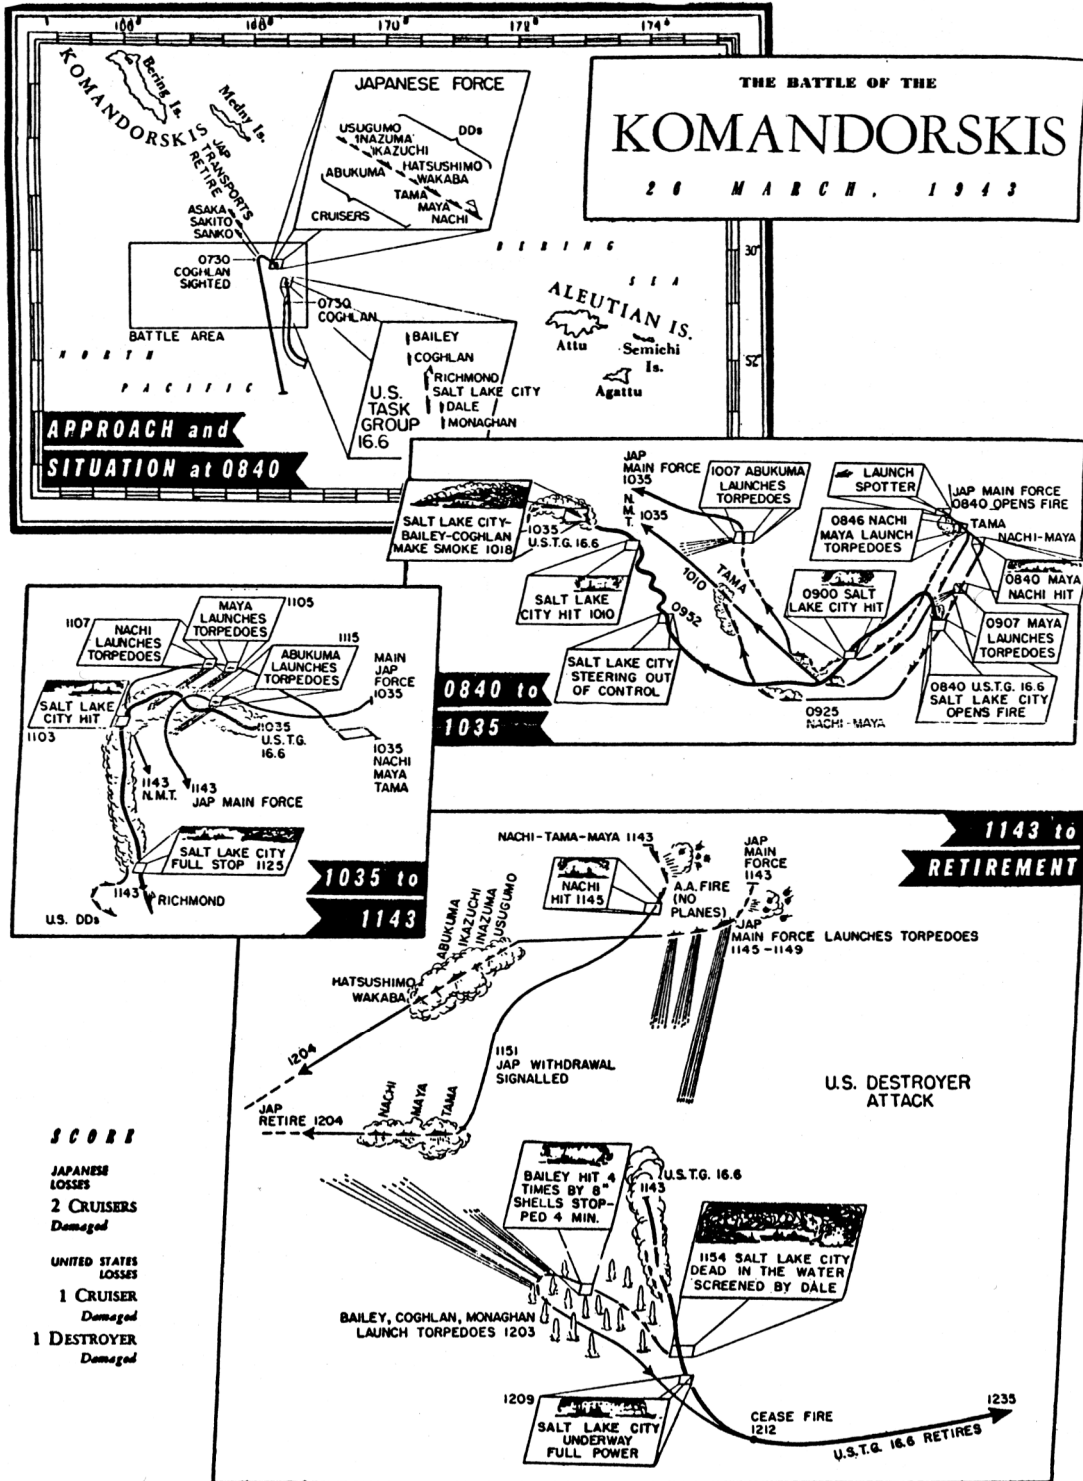 THE BATTLE OF THE
KOMANDORSKIS
26 MARCH, 1943
166°
168°
170°
172°
174°
KOMANDORSKIS
Bering Is.
Medny Is.
JAP
TRANSPORTS
RETIRE
ASAKA
SAKITO
SANKO
JAPANESE FORCE
DDs
USUGUMO
INAZUMA
IKAZUCHI
HATSUSHIMO
WAKABA
ABUKUMA
TAMA
MAYA
NACHI
CRUISERS
0730
COGHLAN
SIGHTED
0730
COGHLAN
BATTLE AREA
BERING
SEA
30'
52°
ALEUTIAN IS.
Attu
Semichi
Is.
Agattu
NORTH
PACIFIC
BAILEY
COGHLAN
RICHMOND
SALT LAKE CITY
DALE
MONAGHAN
U.S.
TASK
GROUP
16.6
APPROACH and
SITUATION at 0840
SALT LAKE CITY-
BAILEY-COGHLAN
MAKE SMOKE 1018
1035
U.S.T.G. 16.6
JAP
MAIN FORCE
1035
N.
M.
T.
1035
1007 ABUKUMA
LAUNCHES
TORPEDOES
LAUNCH
SPOTTER
JAP MAIN FORCE
0840 OPENS FIRE
TAMA
NACHI-MAYA
0846 NACHI
MAYA LAUNCH
TORPEDOES
0840 MAYA
NACHI HIT
0900 SALT
LAKE CITY HIT
0907 MAYA
LAUNCHES
TORPEDOES
SALT LAKE
CITY HIT 1010
1010
TAMA
0952
SALT LAKE CITY
STEERING OUT
OF CONTROL
0925
NACHI-MAYA
0840 U.S.T.G. 16.6
SALT LAKE CITY
OPENS FIRE
0840 to
1035
1107
NACHI
LAUNCHES
TORPEDOES
MAYA
LAUNCHES
TORPEDOES
1105
1115
ABUKUMA
LAUNCHES
TORPEDOES
MAIN
JAP
FORCE
1035
SALT LAKE
CITY HIT
1103
1035
U.S.T.G.
16.6
1035
NACHI
MAYA
TAMA
1143
N.M.T.
1143
JAP MAIN FORCE
SALT LAKE CITY
FULL STOP 1125
1143
RICHMOND
U.S. DDs
1035 to
1143
1143 to
RETIREMENT
NACHI-TAMA-MAYA 1143
NACHI
HIT 1145
A.A. FIRE
(NO
PLANES)
JAP
MAIN
FORCE
1143
JAP
MAIN FORCE LAUNCHES TORPEDOES
1145-1149
ABUKUMA
IKAZUCHI
INAZUMA
USUGUMO
HATSUSHIMO
WAKABA
1204
1151
JAP WITHDRAWAL
SIGNALLED
JAP
RETIRE 1204
NACHI
MAYA
TAMA
U.S. DESTROYER
ATTACK
BAILEY HIT 4
TIMES BY 8"
SHELLS STOP-
PED 4 MIN.
U.S.T.G. 16.6
1143
1154 SALT LAKE CITY
DEAD IN THE WATER
SCREENED BY DALE
BAILEY, COGHLAN, MONAGHAN
LAUNCH TORPEDOES 1203
1209
SALT LAKE CITY
UNDERWAY
FULL POWER
CEASE FIRE
1212
1235
U.S.T.G. 16.6 RETIRES
SCORE
JAPANESE
LOSSES
2 CRUISERS
Damaged
UNITED STATES
LOSSES
1 CRUISER
Damaged
1 DESTROYER
Damaged